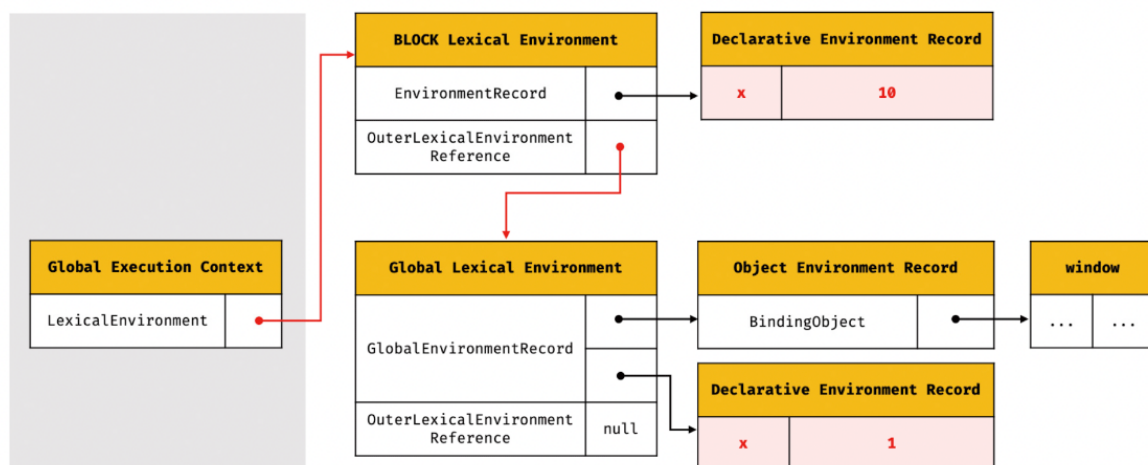 BLOCK Lexical Environment
EnvironmentRecord
OuterLexicalEnvironment
Reference
Declarative Environment Record
x
10
Global Execution Context
LexicalEnvironment
Global Lexical Environment
GlobalEnvironmentRecord
OuterLexicalEnvironment
Reference
null
Object Environment Record
BindingObject
window
...
...
Declarative Environment Record
x
1